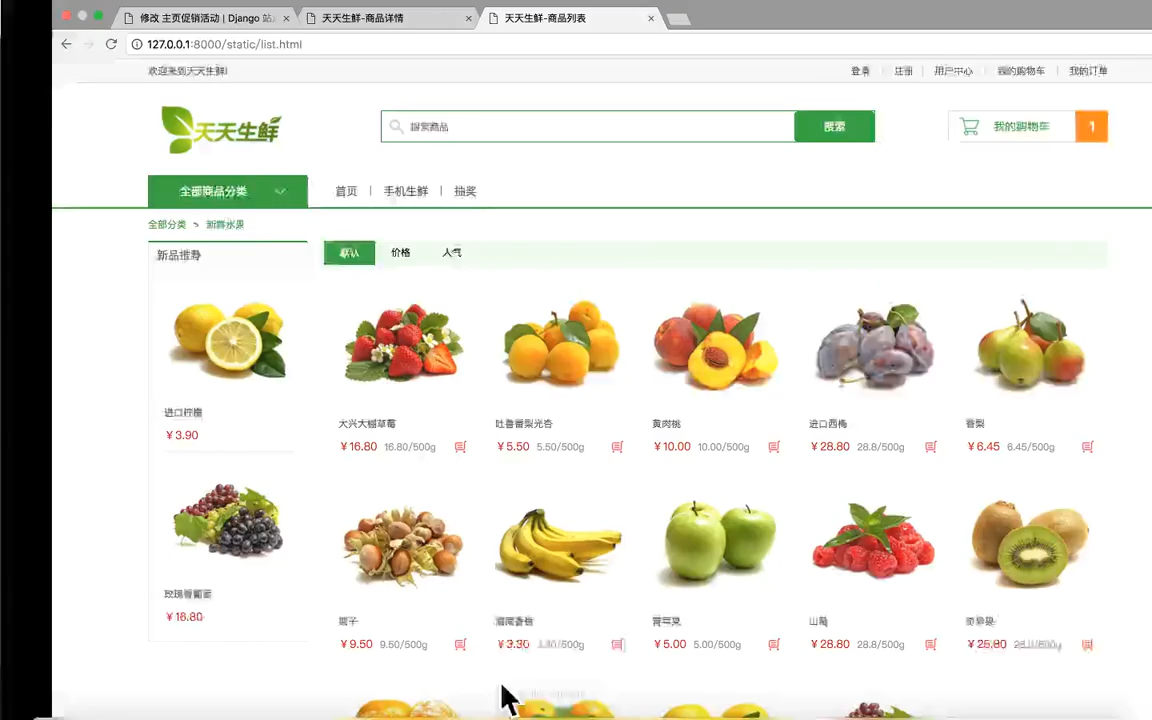 修改 主页促销活动 | Django 站
天天生鲜-商品详情
天天生鲜-商品列表
127.0.0.1:8000/static/list.html
欢迎来到天天生鲜!
登录 | 注册 | 用户中心 | 我的购物车 | 我的订单
天天生鲜
搜索商品
搜索
我的购物车
1
全部商品分类
首页 | 手机生鲜 | 抽奖
全部分类 > 新鲜水果
新品推荐
默认 价格 人气
进口柠檬
¥3.90
玫瑰香葡萄
¥16.80
大兴大棚草莓
¥16.80 16.80/500g
吐鲁番梨光杏
¥5.50 5.50/500g
黄肉桃
¥10.00 10.00/500g
进口西梅
¥28.80 28.8/500g
香梨
¥6.45 6.45/500g
¥9.50 9.50/500g
¥5.00 5.00/500g
山莓
¥28.80 28.8/500g